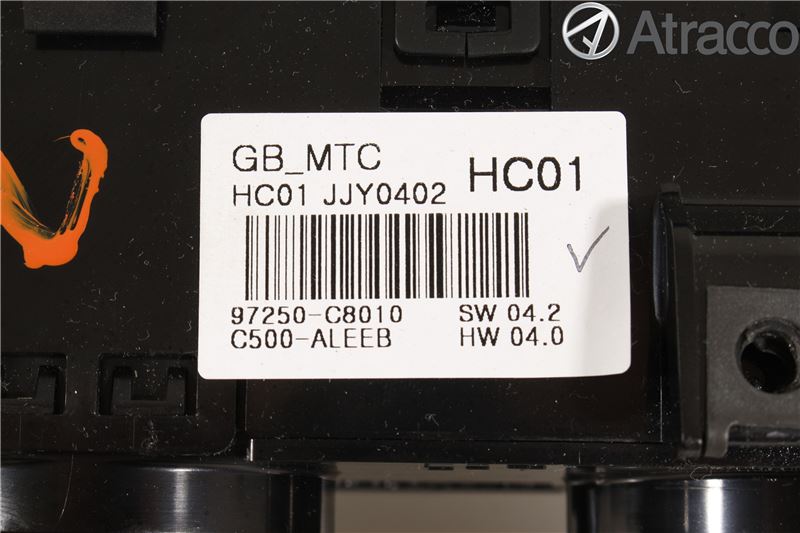 Atracco
GB_MTC HC01
HC01 JJY0402
97250-C8010 SW 04.2
C500-ALEEB HW 04.0